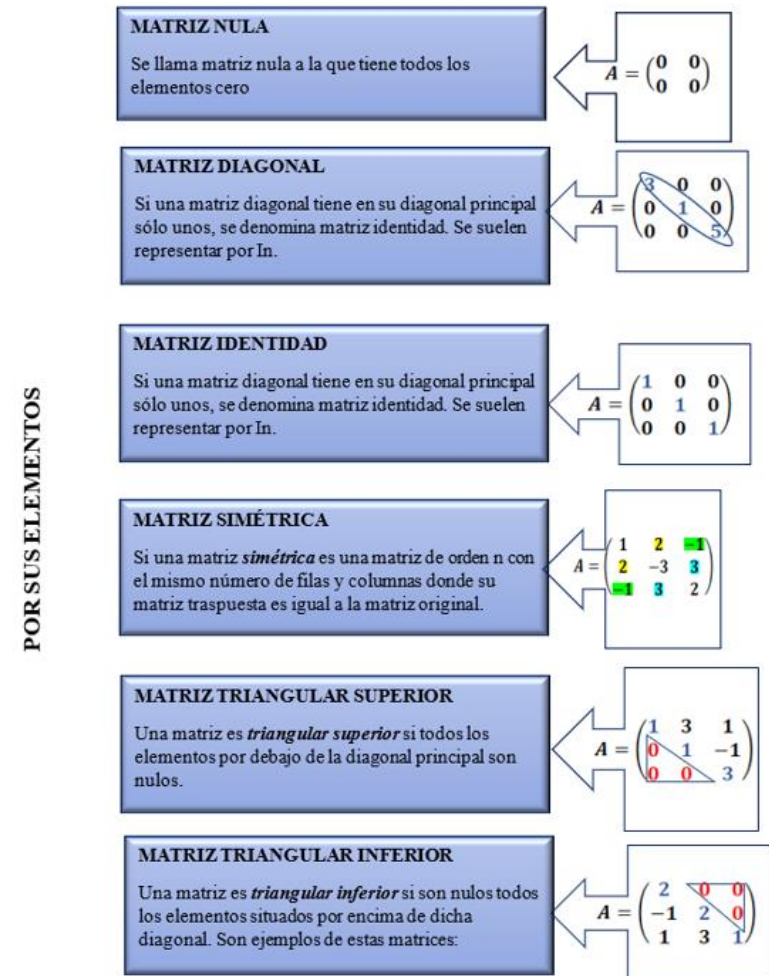 POR SUS ELEMENTOS
MATRIZ NULA
Se llama matriz nula a la que tiene todos los
elementos cero
A = (0 0
0 0)
MATRIZ DIAGONAL
Si una matriz diagonal tiene en su diagonal principal
sólo unos, se denomina matriz identidad. Se suelen
representar por In.
A = (3 0 0
0 1 0
0 0 5)
MATRIZ IDENTIDAD
Si una matriz diagonal tiene en su diagonal principal
sólo unos, se denomina matriz identidad. Se suelen
representar por In.
A = (1 0 0
0 1 0
0 0 1)
MATRIZ SIMÉTRICA
Si una matriz simétrica es una matriz de orden n con
el mismo número de filas y columnas donde su
matriz traspuesta es igual a la matriz original.
A = (1 2 −1
2 −3 3
−1 3 2)
MATRIZ TRIANGULAR SUPERIOR
Una matriz es triangular superior si todos los
elementos por debajo de la diagonal principal son
nulos.
A = (1 3 1
0 1 −1
0 0 3)
MATRIZ TRIANGULAR INFERIOR
Una matriz es triangular inferior si son nulos todos
los elementos situados por encima de dicha
diagonal. Son ejemplos de estas matrices:
A = (2 0 0
−1 2 0
1 3 1)